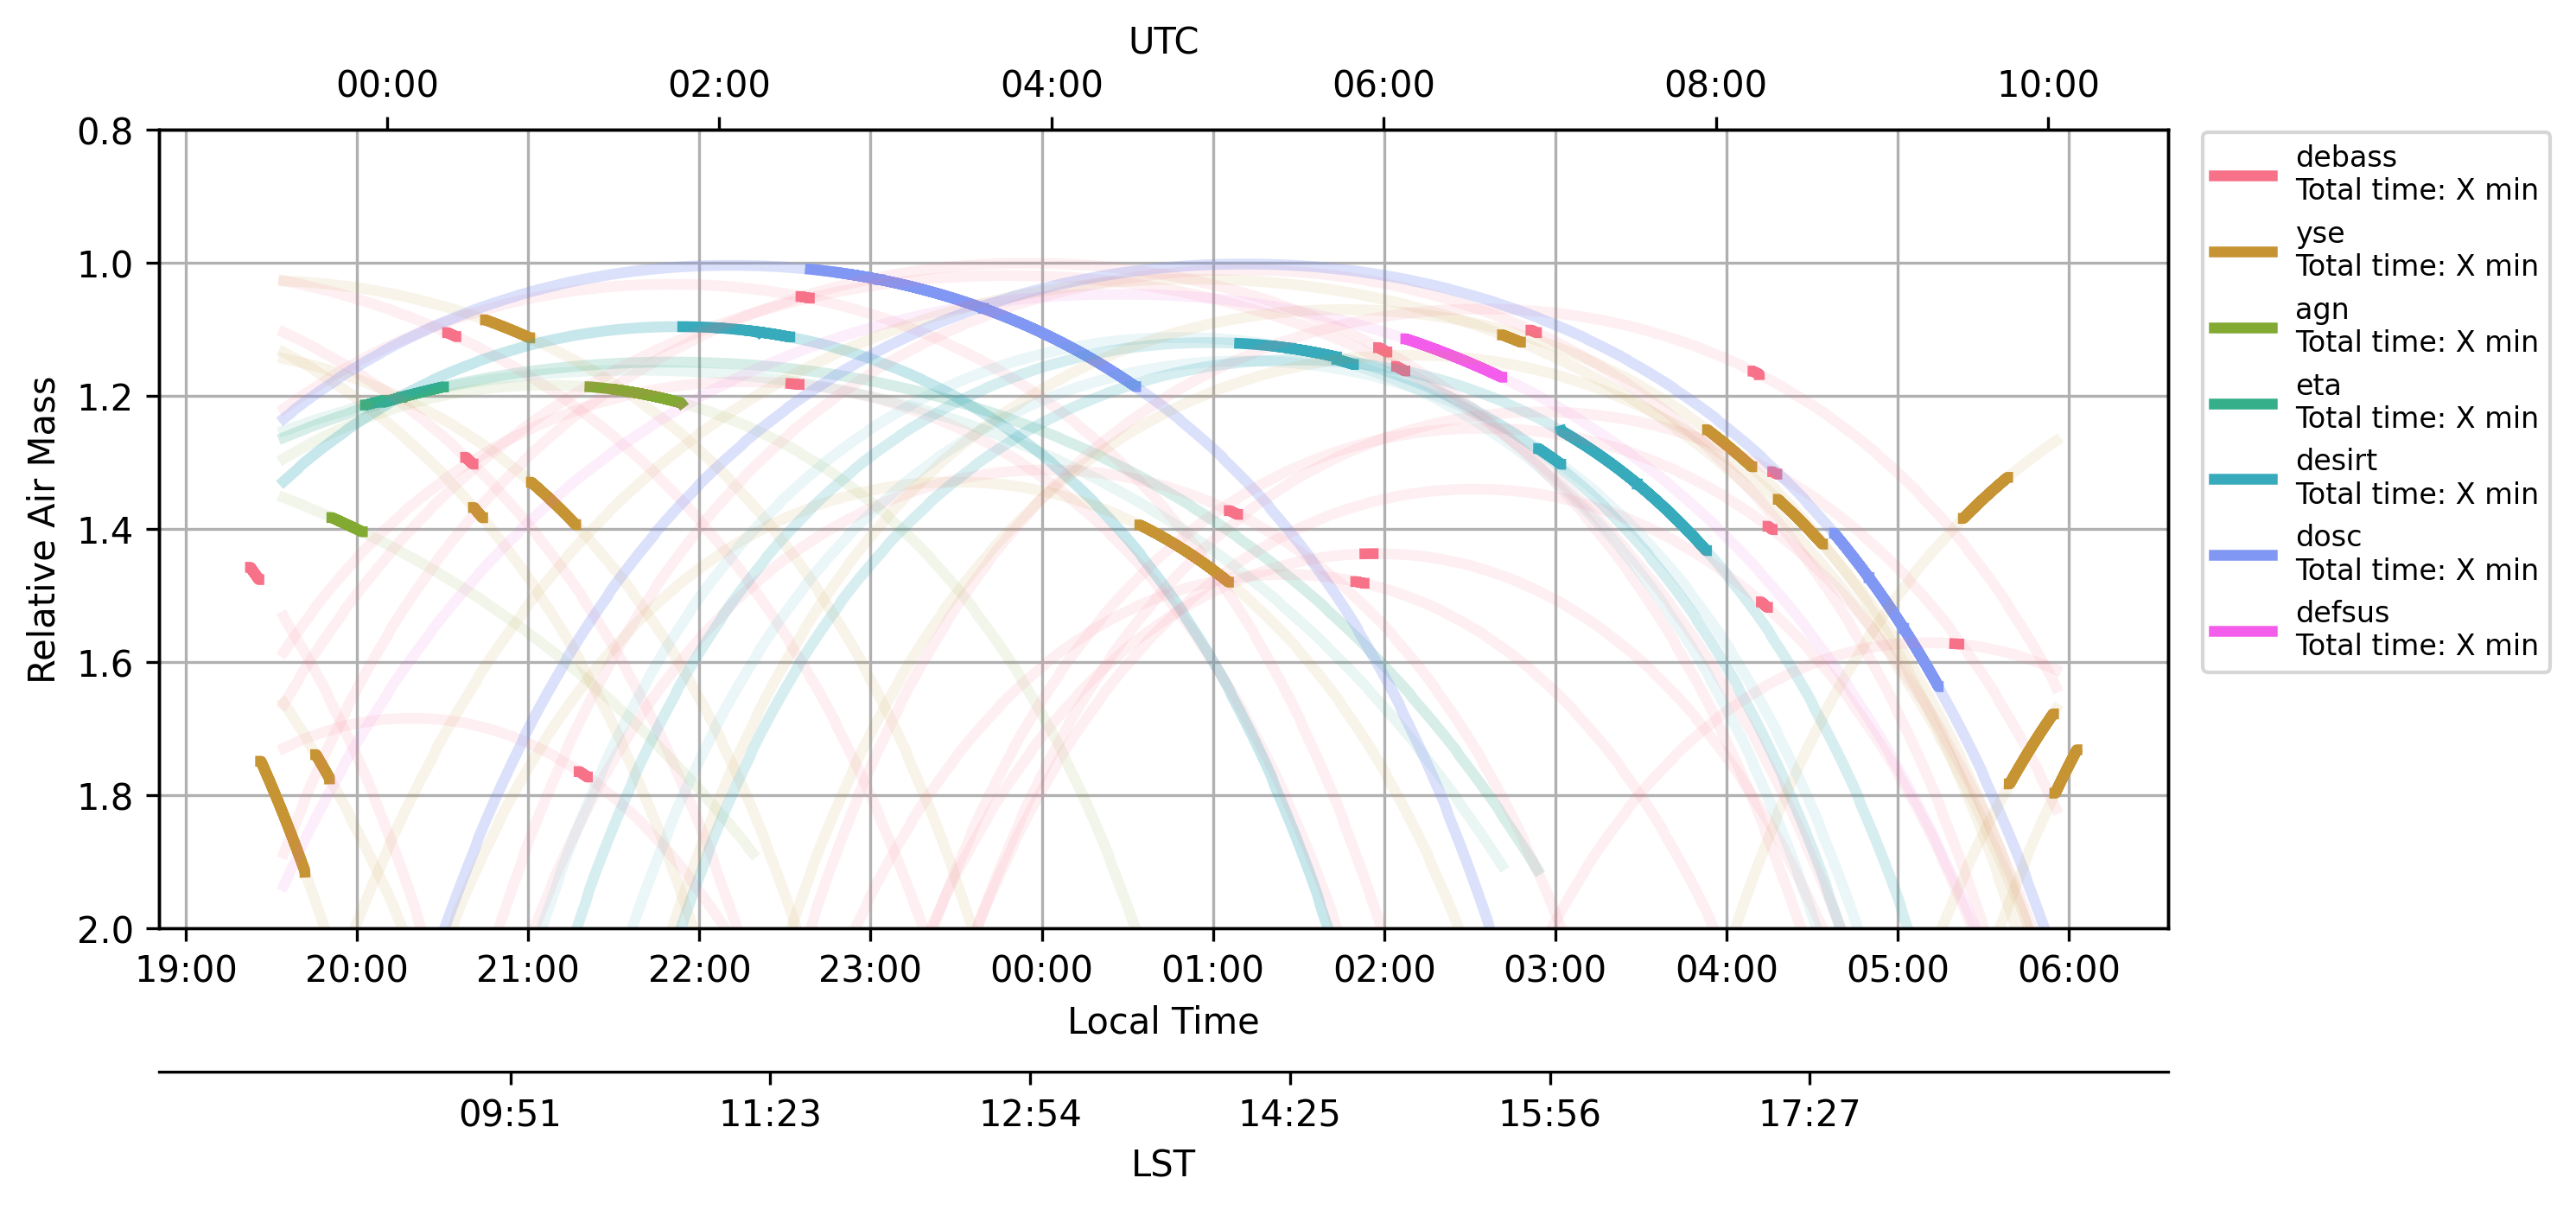 UTC
00:00 02:00 04:00 06:00 08:00 10:00
0.8
1.0
1.2
1.4
1.6
1.8
2.0
Relative Air Mass
19:00 20:00 21:00 22:00 23:00 00:00 01:00 02:00 03:00 04:00 05:00 06:00
Local Time
09:51 11:23 12:54 14:25 15:56 17:27
LST
debass
Total time: X min
yse
Total time: X min
agn
Total time: X min
eta
Total time: X min
desirt
Total time: X min
dosc
Total time: X min
defsus
Total time: X min